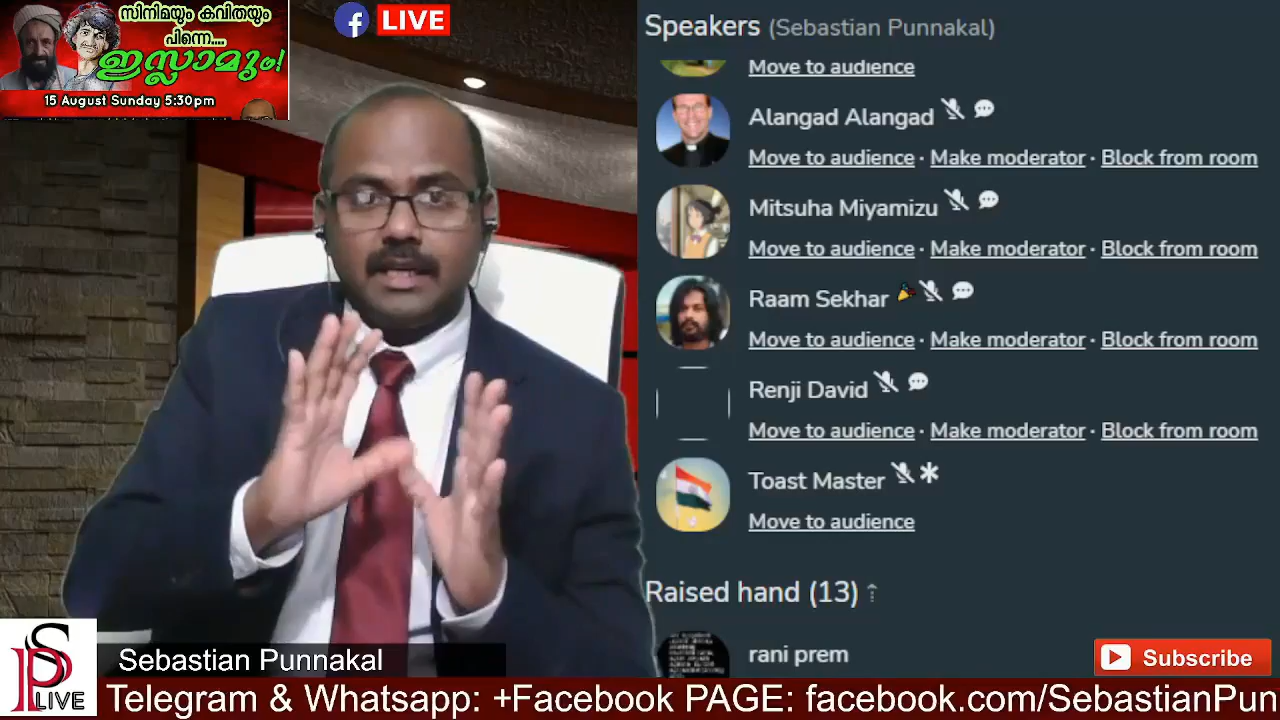 സിനിമയും കവിതയും
പിന്നെ....
ഇസ്ലാമും!
15 August Sunday 5:30pm
LIVE
Speakers (Sebastian Punnakal)
Move to audience
Alangad Alangad
Move to audience · Make moderator · Block from room
Mitsuha Miyamizu
Move to audience · Make moderator · Block from room
Raam Sekhar
Move to audience · Make moderator · Block from room
Renji David
Move to audience · Make moderator · Block from room
Toast Master
Move to audience
Raised hand (13)
rani prem
Subscribe
PS LIVE
Sebastian Punnakal
Telegram & Whatsapp: +Facebook PAGE: facebook.com/SebastianPun